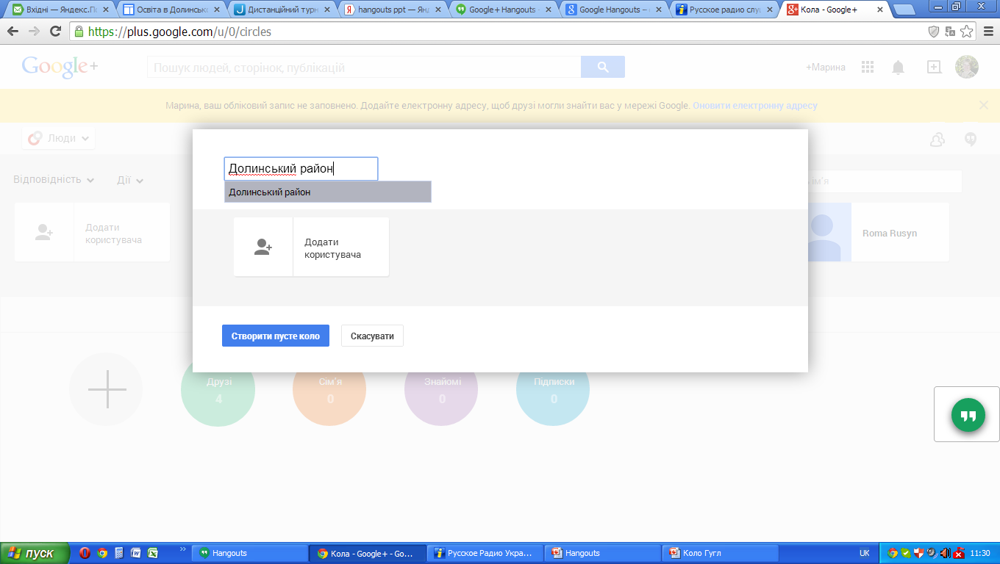 Вхідні — Яндекс.По
Освіта в Долинськ
Дистанційний турн
hangouts ppt — Янд
Google+ Hangouts -
Google Hangouts –
Русское радио слу
Кола - Google+
https://plus.google.com/u/0/circles
Google+
Пошук людей, сторінок, публікацій
+Марина
Марина, ваш обліковий запис не заповнено. Додайте електронну адресу, щоб друзі могли знайти вас у мережі Google. Оновити електронну адресу
Люди
Долинський район
Долинський район
Відповідність
Дії
ім'я
Додати
користувача
Додати
користувача
Roma Rusyn
Створити пусте коло
Скасувати
Друзі
4
Сім'я
0
Знайомі
0
Підписки
0
пуск
Hangouts
Кола - Google+ - Go...
Русское Радио Укра...
Hangouts
Коло Гугл
UK
11:30